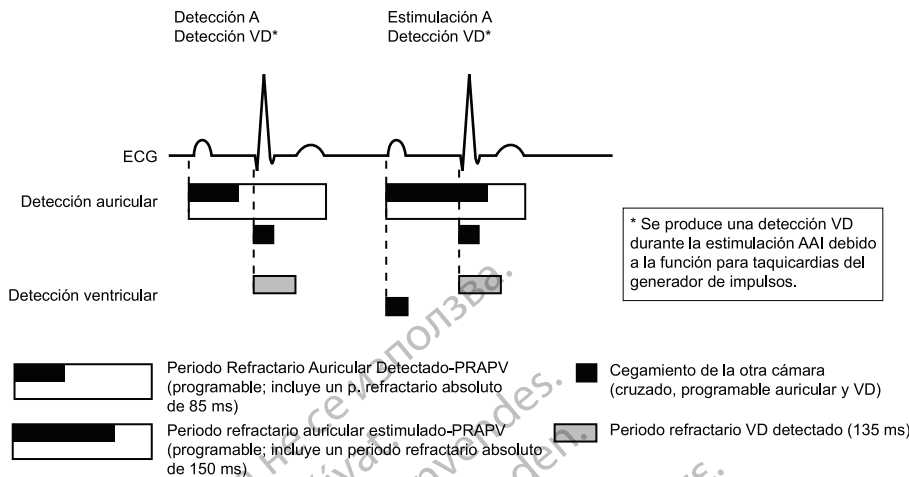 Detección A
Detección VD*
Estimulación A
Detección VD*
ECG
Detección auricular
Detección ventricular
* Se produce una detección VD
durante la estimulación AAI debido
a la función para taquicardias del
generador de impulsos.
Periodo Refractario Auricular Detectado-PRAPV
(programable; incluye un p. refractario absoluto
de 85 ms)
Periodo refractario auricular estimulado-PRAPV
(programable; incluye un periodo refractario absoluto
de 150 ms)
Cegamiento de la otra cámara
(cruzado, programable auricular y VD)
Periodo refractario VD detectado (135 ms)
не се използва.